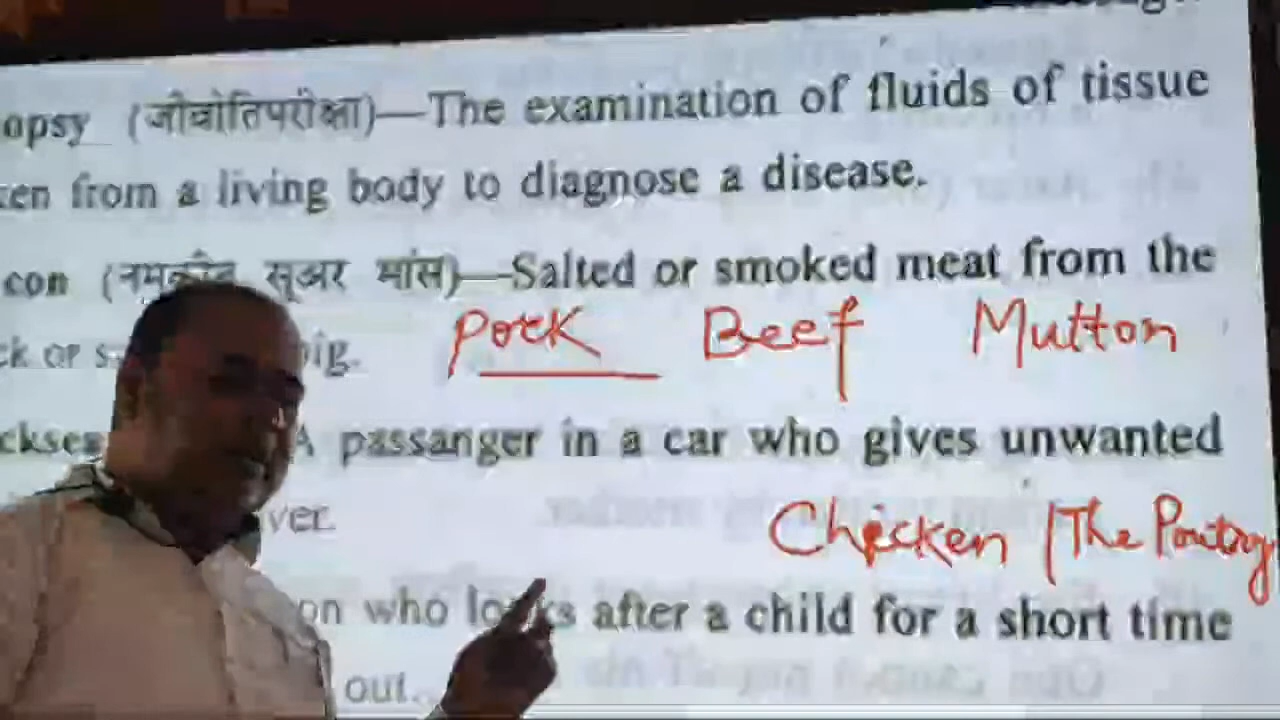 opsy (जीवोतिपरीक्षा)—The examination of fluids of tissue
ken from a living body to diagnose a disease.
con (नमकीन सूअर मांस)—Salted or smoked meat from the
ck or s pig.
Pork Beef Mutton
ckse A passanger in a car who gives unwanted
ver.
Chicken / The Poultry
on who looks after a child for a short time
out.